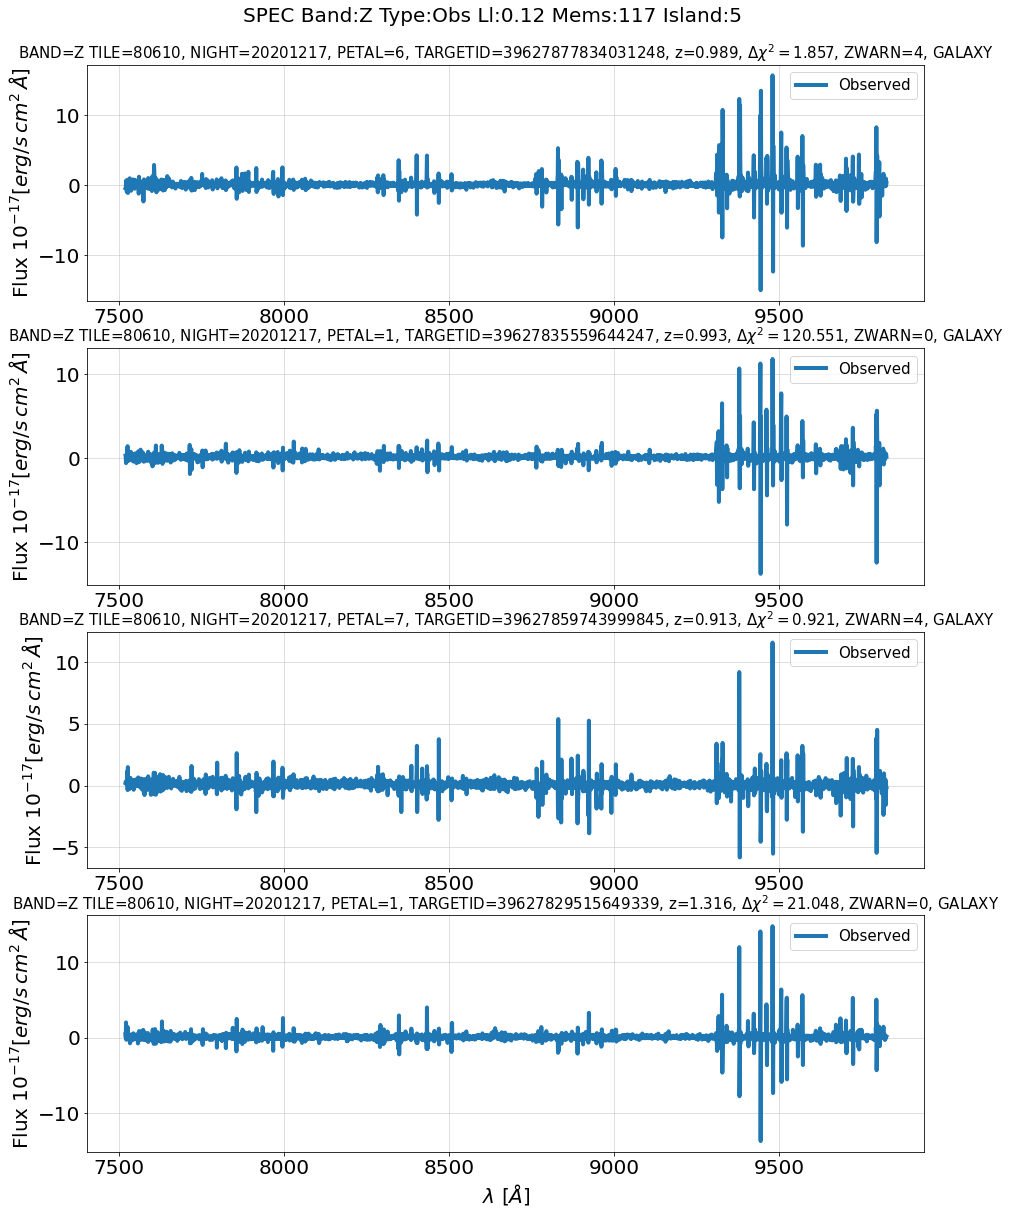 SPEC Band:Z Type:Obs Ll:0.12 Mems:117 Island:5
BAND=Z TILE=80610, NIGHT=20201217, PETAL=6, TARGETID=39627877834031248, z=0.989, Δχ² = 1.857, ZWARN=4, GALAXY
Observed
Flux 10⁻¹⁷[erg/s cm² Å]
10
0
−10
7500 8000 8500 9000 9500
BAND=Z TILE=80610, NIGHT=20201217, PETAL=1, TARGETID=39627835559644247, z=0.993, Δχ² = 120.551, ZWARN=0, GALAXY
Observed
Flux 10⁻¹⁷[erg/s cm² Å]
10
0
−10
7500 8000 8500 9000 9500
BAND=Z TILE=80610, NIGHT=20201217, PETAL=7, TARGETID=39627859743999845, z=0.913, Δχ² = 0.921, ZWARN=4, GALAXY
Observed
Flux 10⁻¹⁷[erg/s cm² Å]
10
5
0
−5
7500 8000 8500 9000 9500
BAND=Z TILE=80610, NIGHT=20201217, PETAL=1, TARGETID=39627829515649339, z=1.316, Δχ² = 21.048, ZWARN=0, GALAXY
Observed
Flux 10⁻¹⁷[erg/s cm² Å]
10
0
−10
7500 8000 8500 9000 9500
λ [Å]